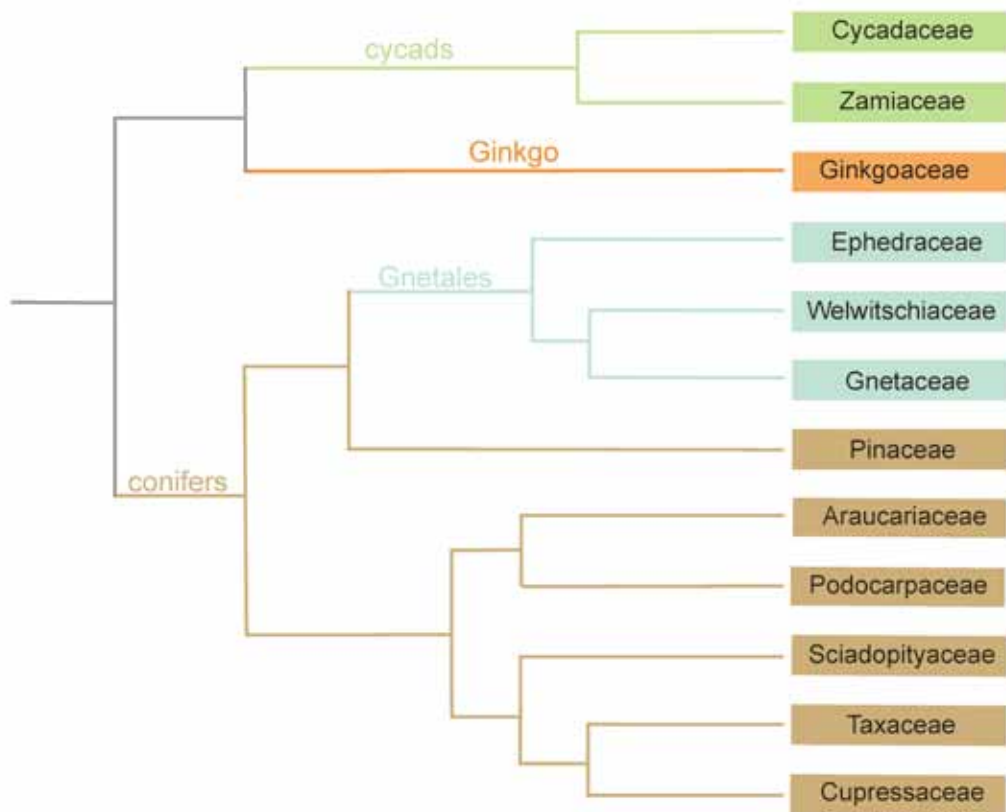 cycads
Cycadaceae
Zamiaceae
Ginkgo
Ginkgoaceae
Ephedraceae
Gnetales
Welwitschiaceae
Gnetaceae
Pinaceae
conifers
Araucariaceae
Podocarpaceae
Sciadopityaceae
Taxaceae
Cupressaceae